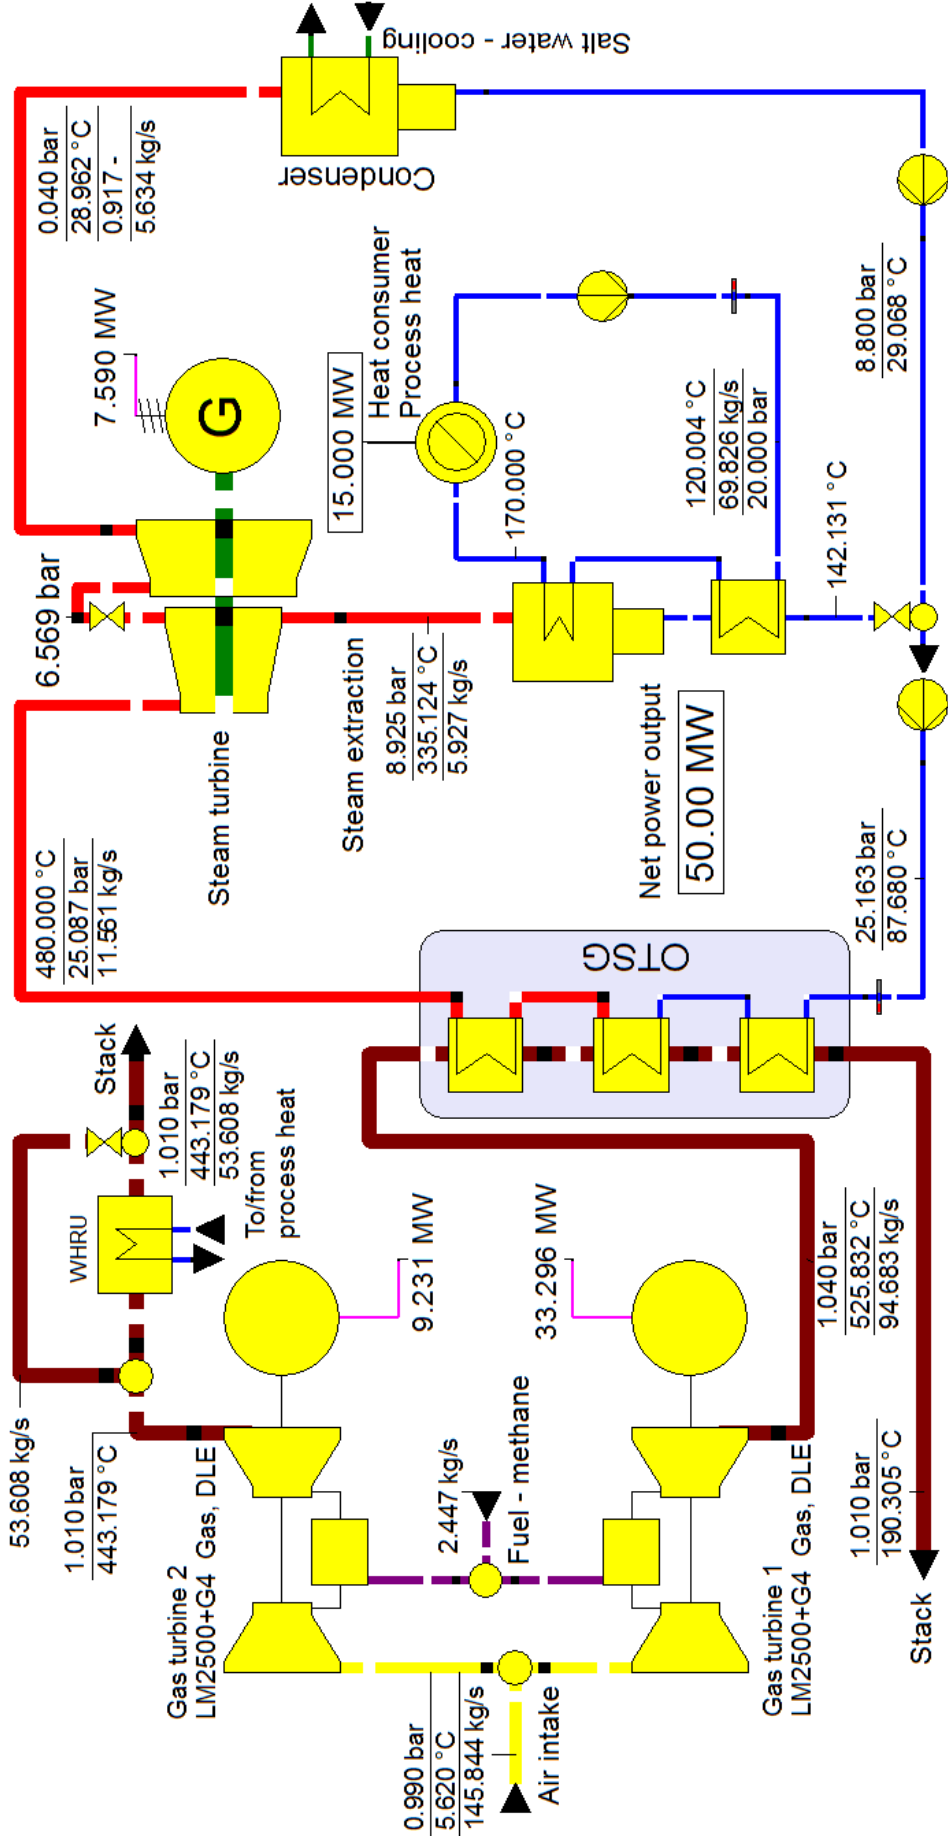 0.990 bar
5.620 °C
145.844 kg/s
Air intake
Gas turbine 2
LM2500+G4 Gas, DLE
53.608 kg/s
1.010 bar
443.179 °C
2.447 kg/s
Fuel - methane
Gas turbine 1
LM2500+G4 Gas, DLE
1.010 bar
190.305 °C
Stack
9.231 MW
33.296 MW
WHRU
To/from
process heat
Stack
1.010 bar
443.179 °C
53.608 kg/s
1.040 bar
525.832 °C
94.683 kg/s
OTSG
480.000 °C
25.087 bar
11.561 kg/s
Steam turbine
6.569 bar
Steam extraction
8.925 bar
335.124 °C
5.927 kg/s
Net power output
50.00 MW
25.163 bar
87.680 °C
7.590 MW
G
15.000 MW
Heat consumer
Process heat
170.000 °C
120.004 °C
69.826 kg/s
20.000 bar
142.131 °C
0.040 bar
28.962 °C
0.917 -
5.634 kg/s
Condenser
Salt water - cooling
8.800 bar
29.068 °C